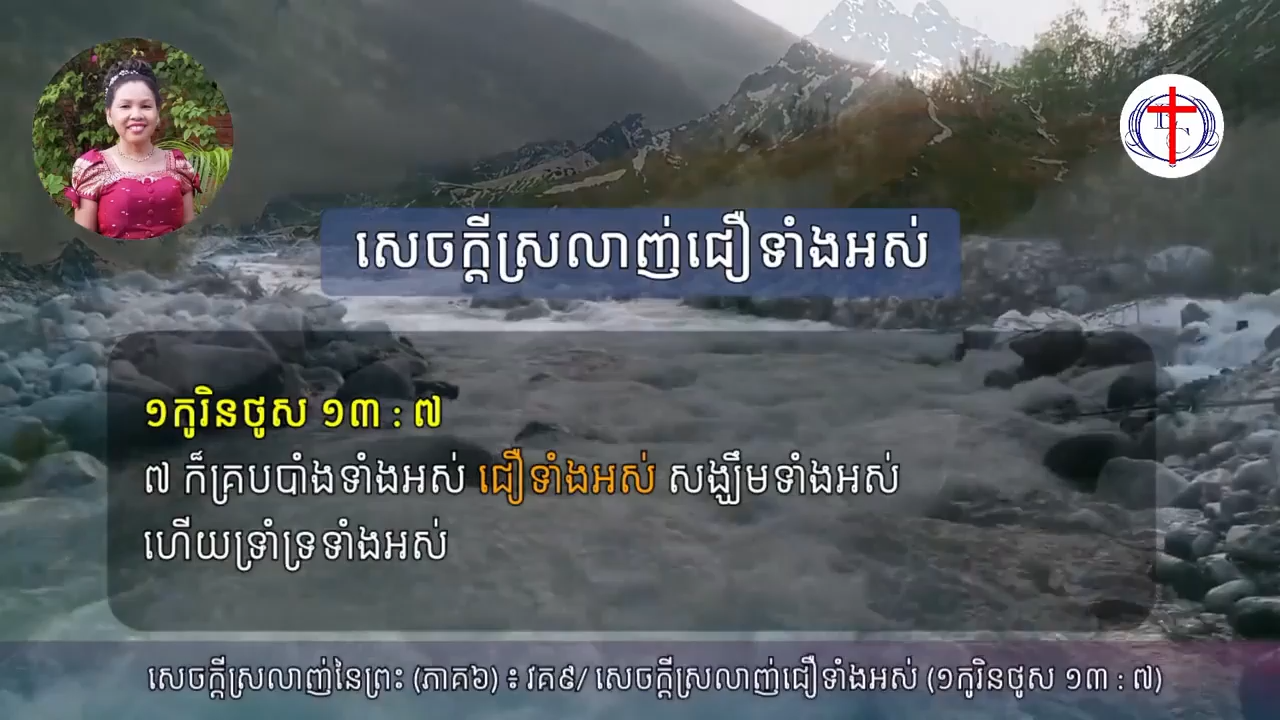 LC
សេចក្តីស្រលាញ់ជឿទាំងអស់
១កូរិនថូស ១៣ : ៧
៧ ក៏គ្របបាំងទាំងអស់ ជឿទាំងអស់ សង្ឃឹមទាំងអស់
ហើយទ្រាំទ្រទាំងអស់
សេចក្តីស្រលាញ់នៃព្រះ (ភាគ៦) ៖ វគ៩/ សេចក្តីស្រលាញ់ជឿទាំងអស់ (១កូរិនថូស ១៣ : ៧)